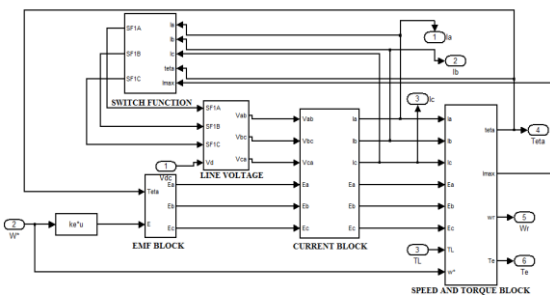 SF1A
SF1B
SF1C
Ia
Ib
Ic
teta
Imax
SWITCH FUNCTION
1
Ia
2
Ib
3
Ic
SF1A
SF1B
SF1C
Vd
Vab
Vbc
Vca
LINE VOLTAGE
1
Vdc
Vab
Vbc
Vca
Ea
Eb
Ec
Ia
Ib
Ic
Ea
Eb
Ec
CURRENT BLOCK
Teta
E
Ea
Eb
Ec
EMF BLOCK
2
W*
ke*u
Ia
Ib
Ic
Ea
Eb
Ec
TL
w*
teta
Imax
wr
Te
SPEED AND TORQUE BLOCK
3
TL
4
Teta
5
Wr
6
Te